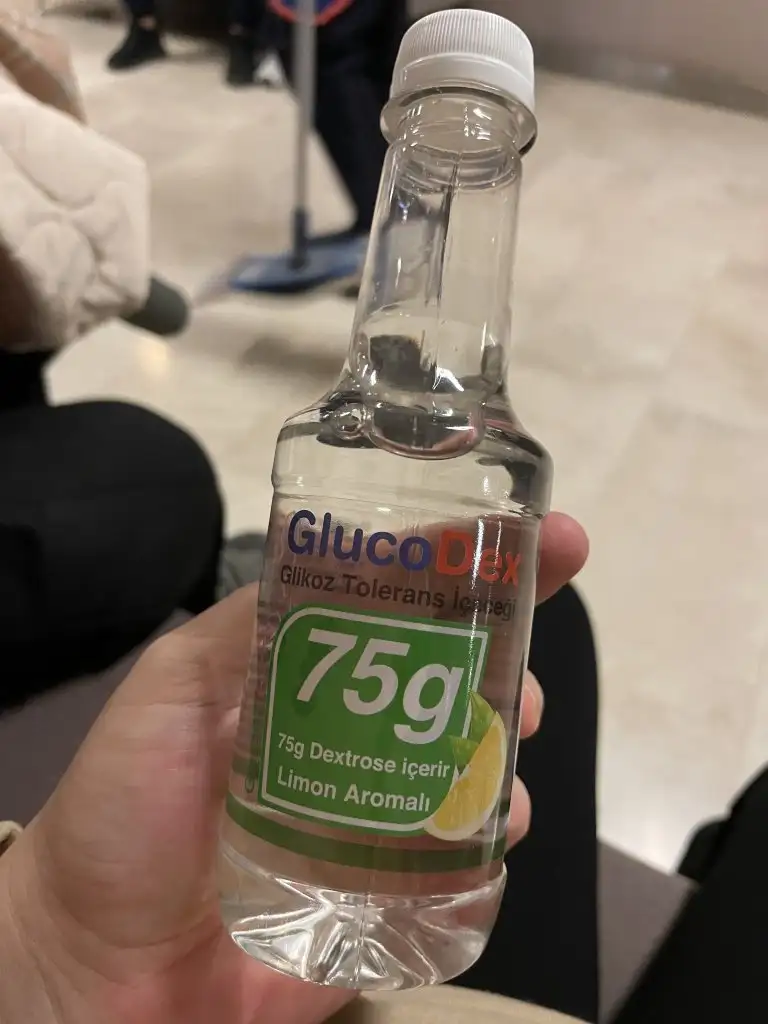 GlucoDex
Glikoz Tolerans İçeceği
75g
75g Dextrose içerir
Limon Aromalı